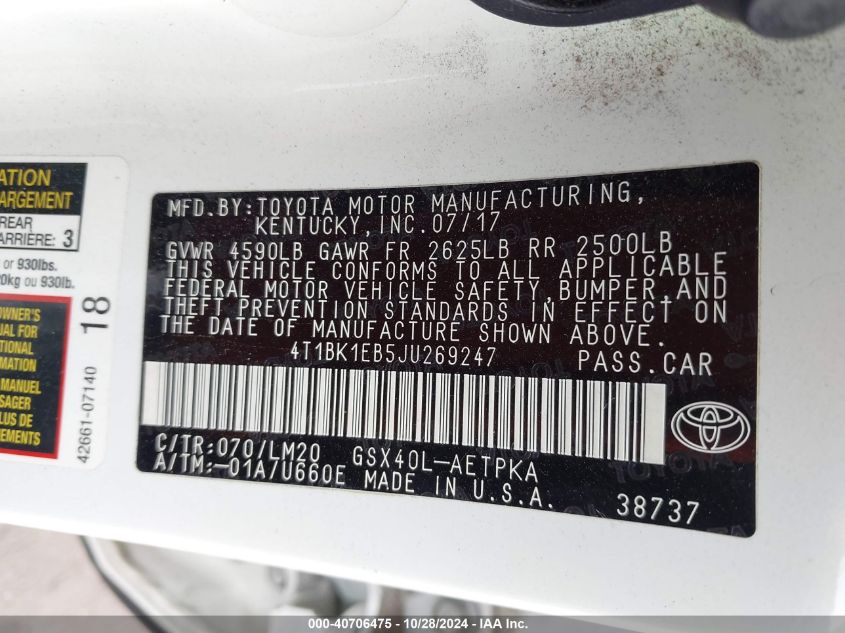 ATION
ARGEMENT
REAR
ARRIÈRE: 3
or 930lbs.
0kg ou 930lb.
OWNER'S
UAL FOR
TIONAL
RMATION
MANUEL
SAGER
LUS DE
NEMENTS
18
42661-07140
MFD.BY:TOYOTA MOTOR MANUFACTURING,
KENTUCKY,INC.07/17
GVWR 4590LB GAWR FR 2625LB RR 2500LB
THIS VEHICLE CONFORMS TO ALL APPLICABLE
FEDERAL MOTOR VEHICLE SAFETY,BUMPER,AND
THEFT PREVENTION STANDARDS IN EFFECT ON
THE DATE OF MANUFACTURE SHOWN ABOVE.
4T1BK1EB5JU269247 PASS.CAR
C/TR:070/LM20 GSX40L-AETPKA
A/TM:-01A/U660E MADE IN U.S.A.
38737
000-40706475 - 10/28/2024 - IAA Inc.